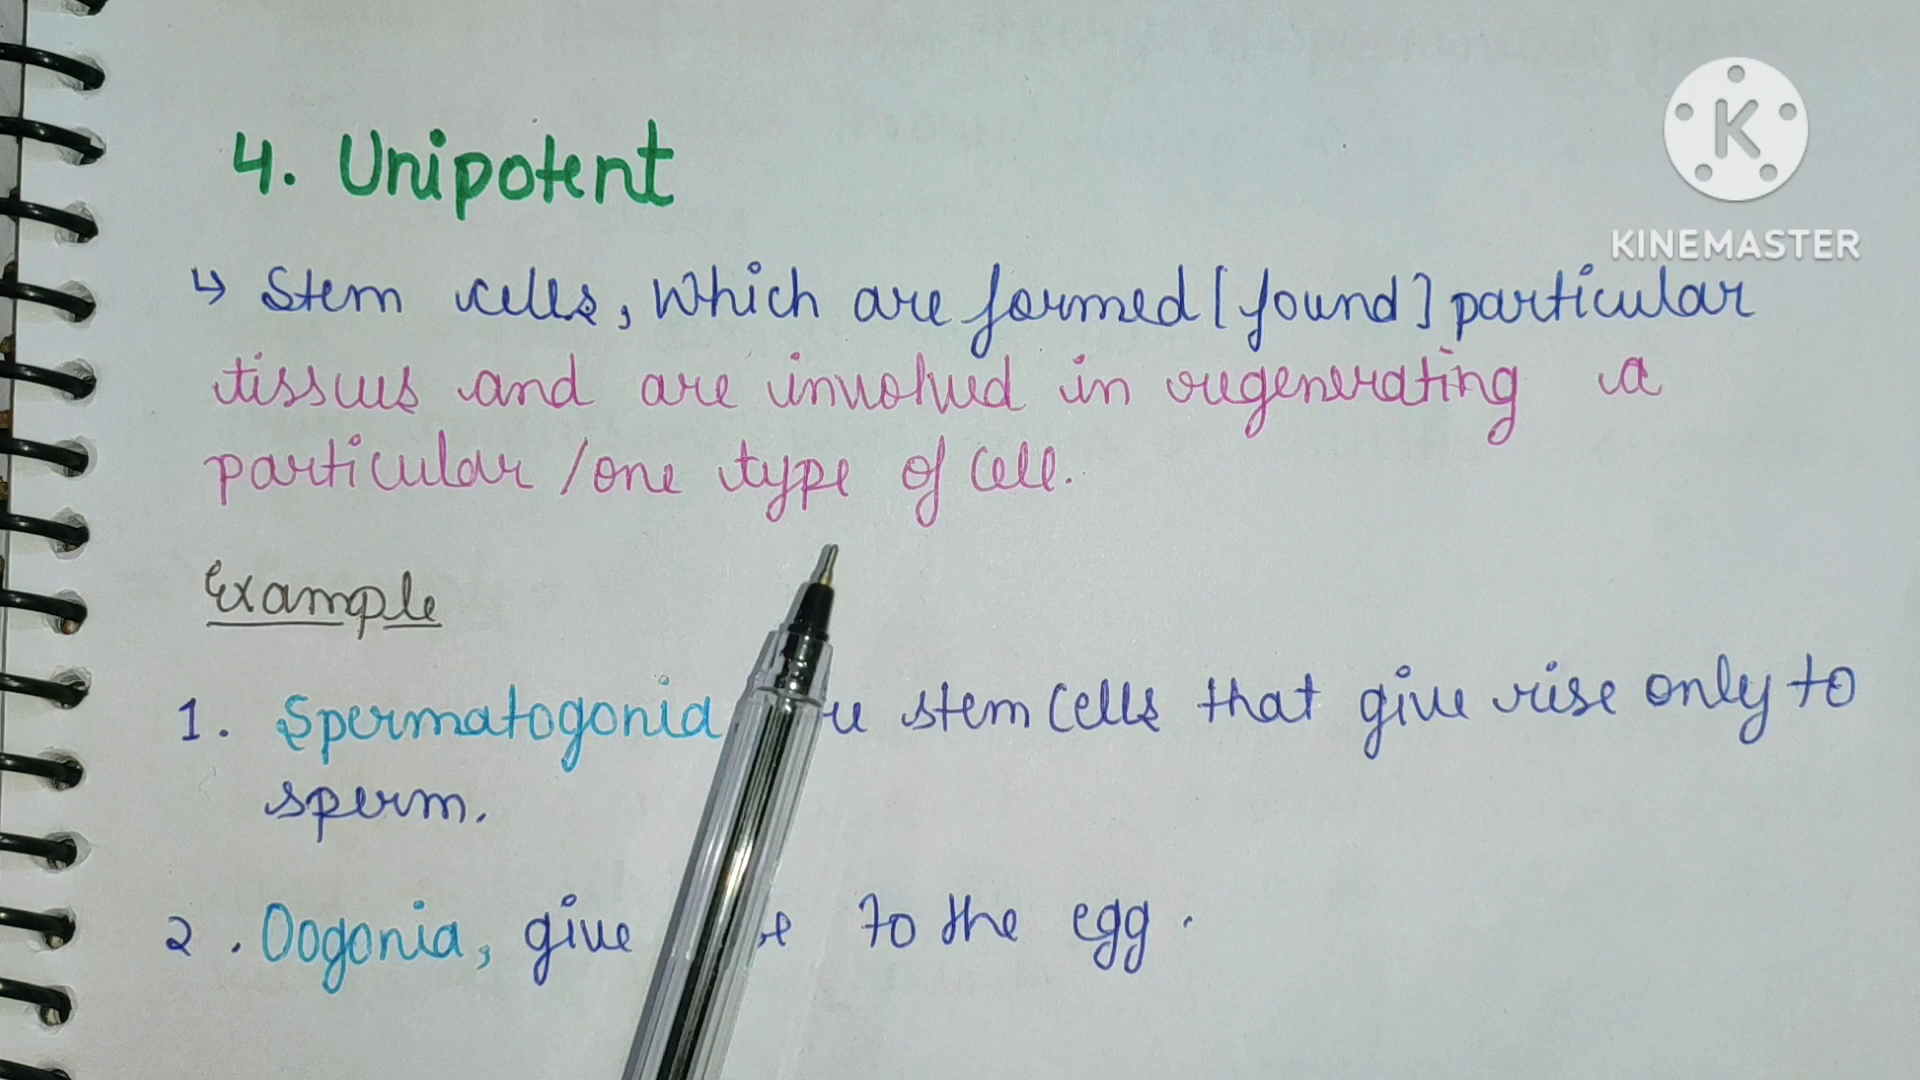 4. Unipotent
K
KINEMASTER
↳ Stem cells, Which are formed [found] particular
tissues and are involved in regenerating a
particular / one type of Cell.
Example
1. Spermatogonia stem Cells that give rise only to
sperm.
2. Oogonia, give to the egg.